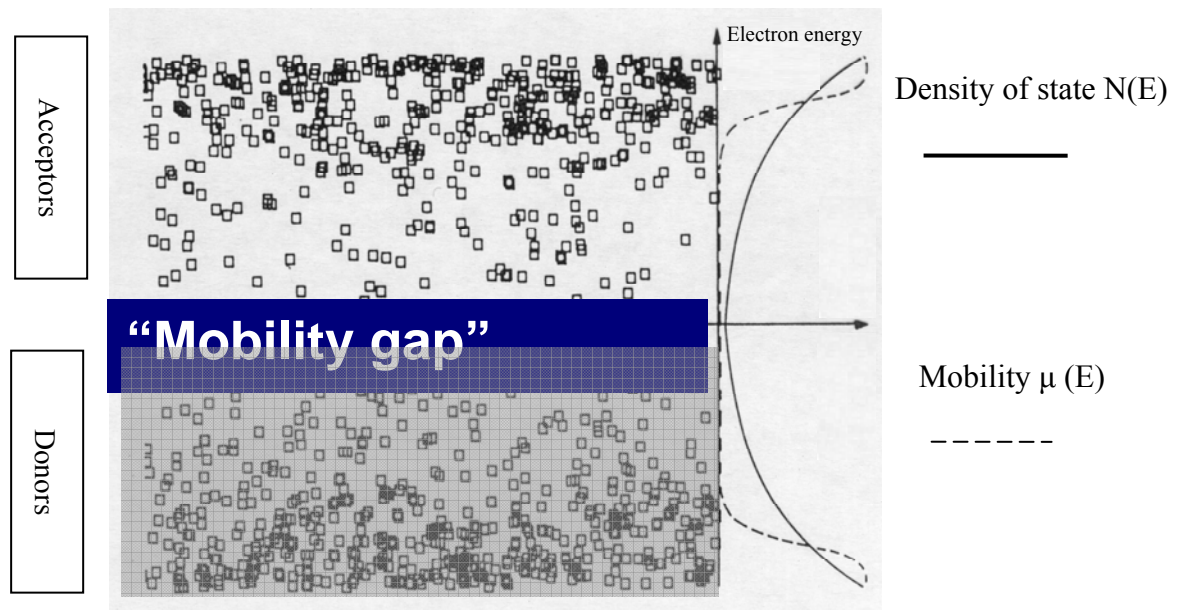 Acceptors
Electron energy
Density of state N(E)
“Mobility gap”
Mobility μ (E)
Donors